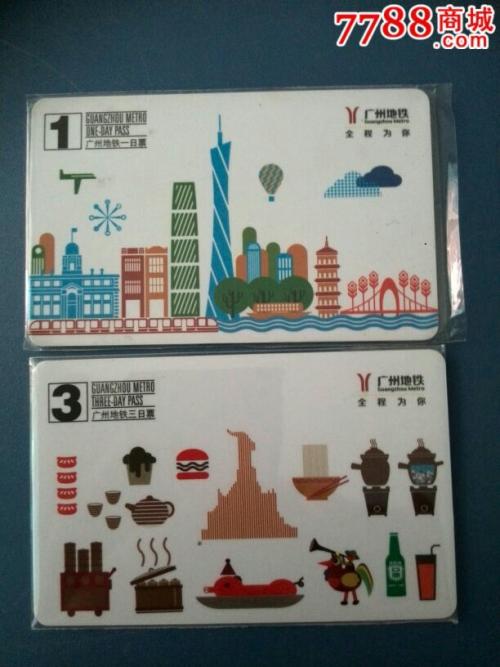 7788商城
.com
1
GUANGZHOU METRO
ONE-DAY PASS
广州地铁一日票
广州地铁
Guangzhou Metro
全程为你
3
GUANGZHOU METRO
THREE-DAY PASS
广州地铁三日票
广州地铁
Guangzhou Metro
全程为你